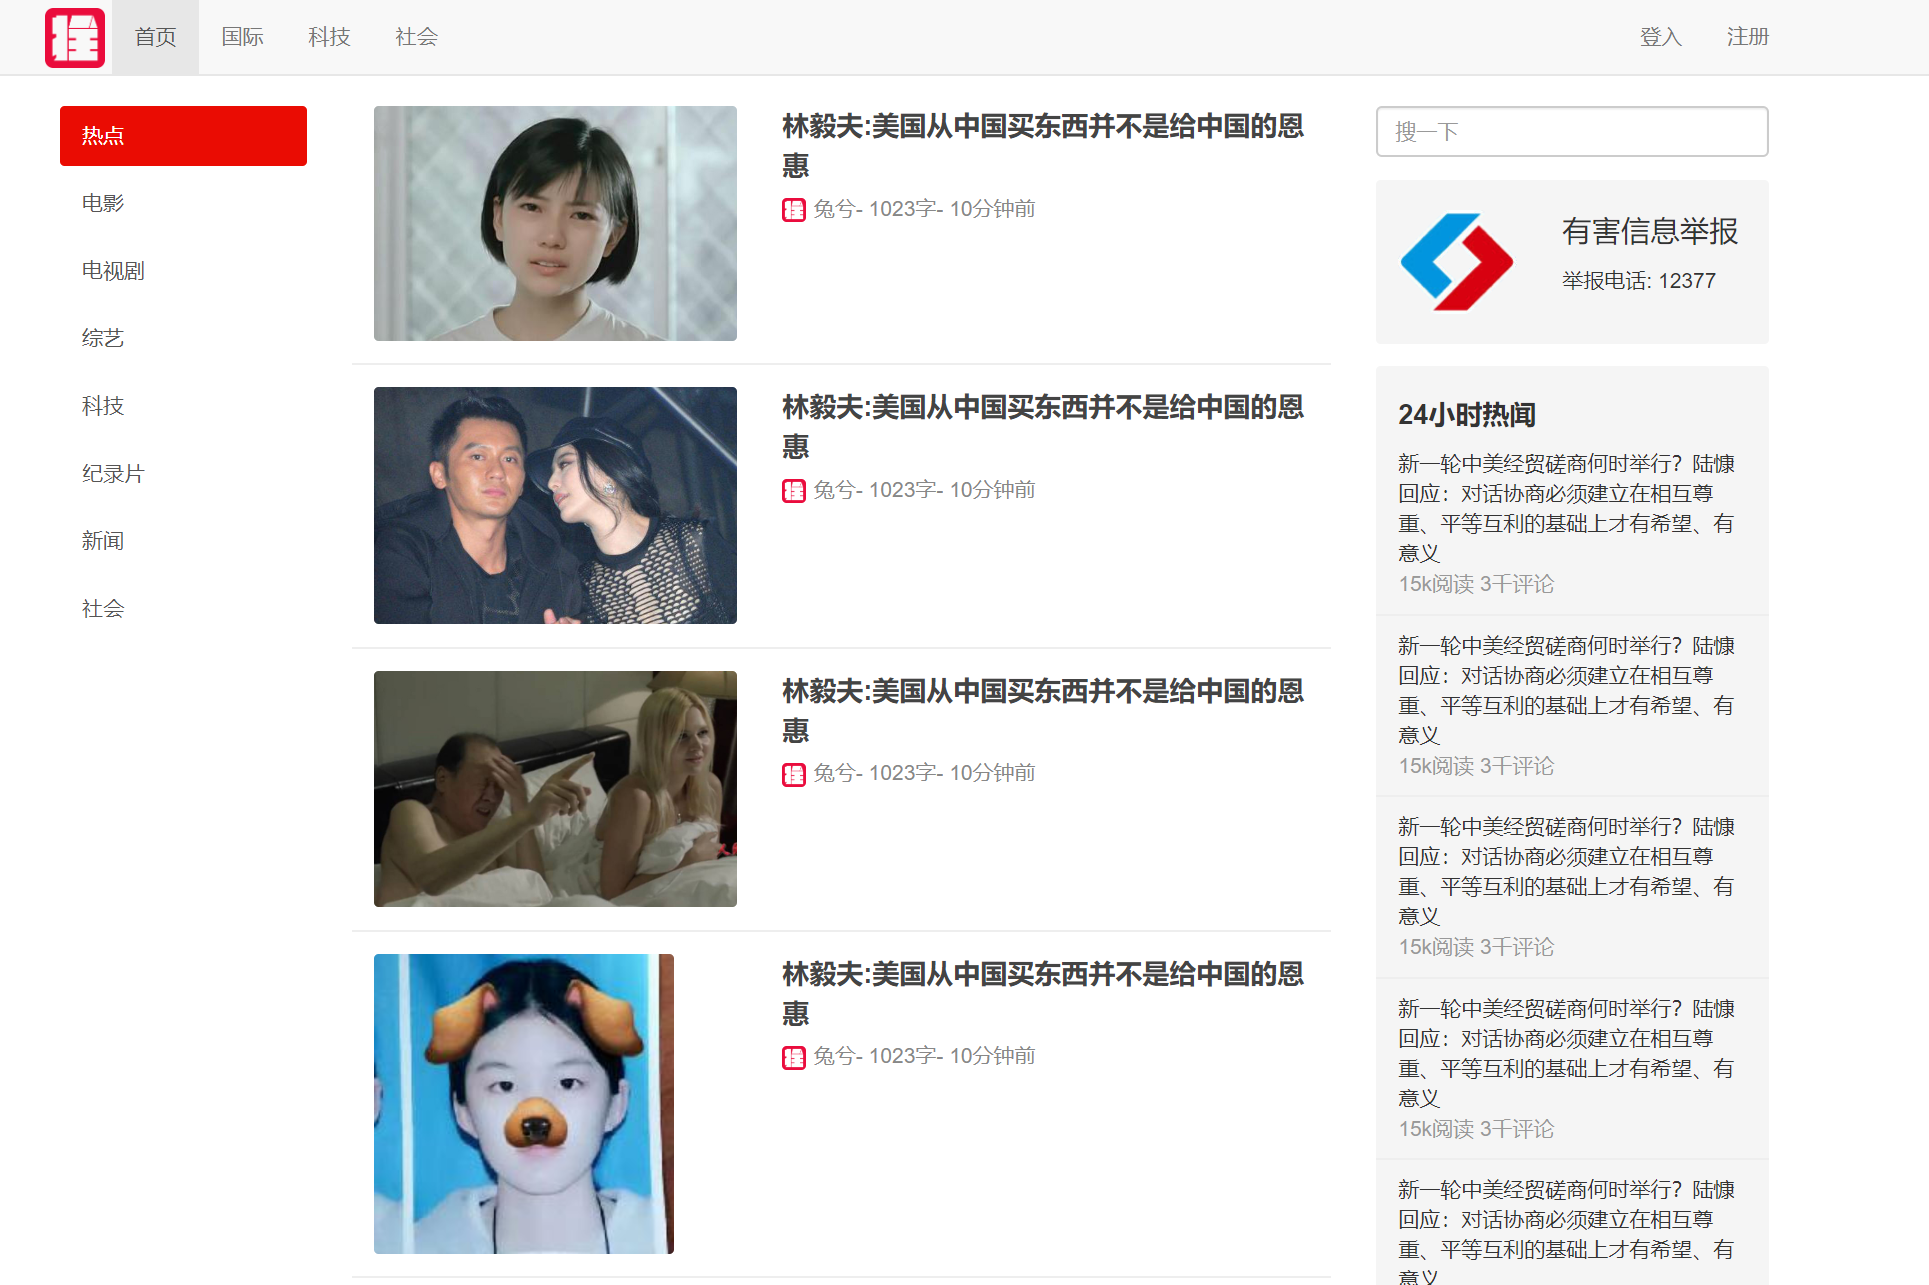 首页 国际 科技 社会 登入 注册
热点
电影
电视剧
综艺
科技
纪录片
新闻
社会
林毅夫:美国从中国买东西并不是给中国的恩
惠
兔兮- 1023字- 10分钟前
林毅夫:美国从中国买东西并不是给中国的恩
惠
兔兮- 1023字- 10分钟前
林毅夫:美国从中国买东西并不是给中国的恩
惠
兔兮- 1023字- 10分钟前
林毅夫:美国从中国买东西并不是给中国的恩
惠
兔兮- 1023字- 10分钟前
搜一下
有害信息举报
举报电话: 12377
24小时热闻
新一轮中美经贸磋商何时举行？陆慷
回应：对话协商必须建立在相互尊
重、平等互利的基础上才有希望、有
意义
15k阅读 3千评论
新一轮中美经贸磋商何时举行？陆慷
回应：对话协商必须建立在相互尊
重、平等互利的基础上才有希望、有
意义
15k阅读 3千评论
新一轮中美经贸磋商何时举行？陆慷
回应：对话协商必须建立在相互尊
重、平等互利的基础上才有希望、有
意义
15k阅读 3千评论
新一轮中美经贸磋商何时举行？陆慷
回应：对话协商必须建立在相互尊
重、平等互利的基础上才有希望、有
意义
15k阅读 3千评论
新一轮中美经贸磋商何时举行？陆慷
回应：对话协商必须建立在相互尊
重、平等互利的基础上才有希望、有
意义